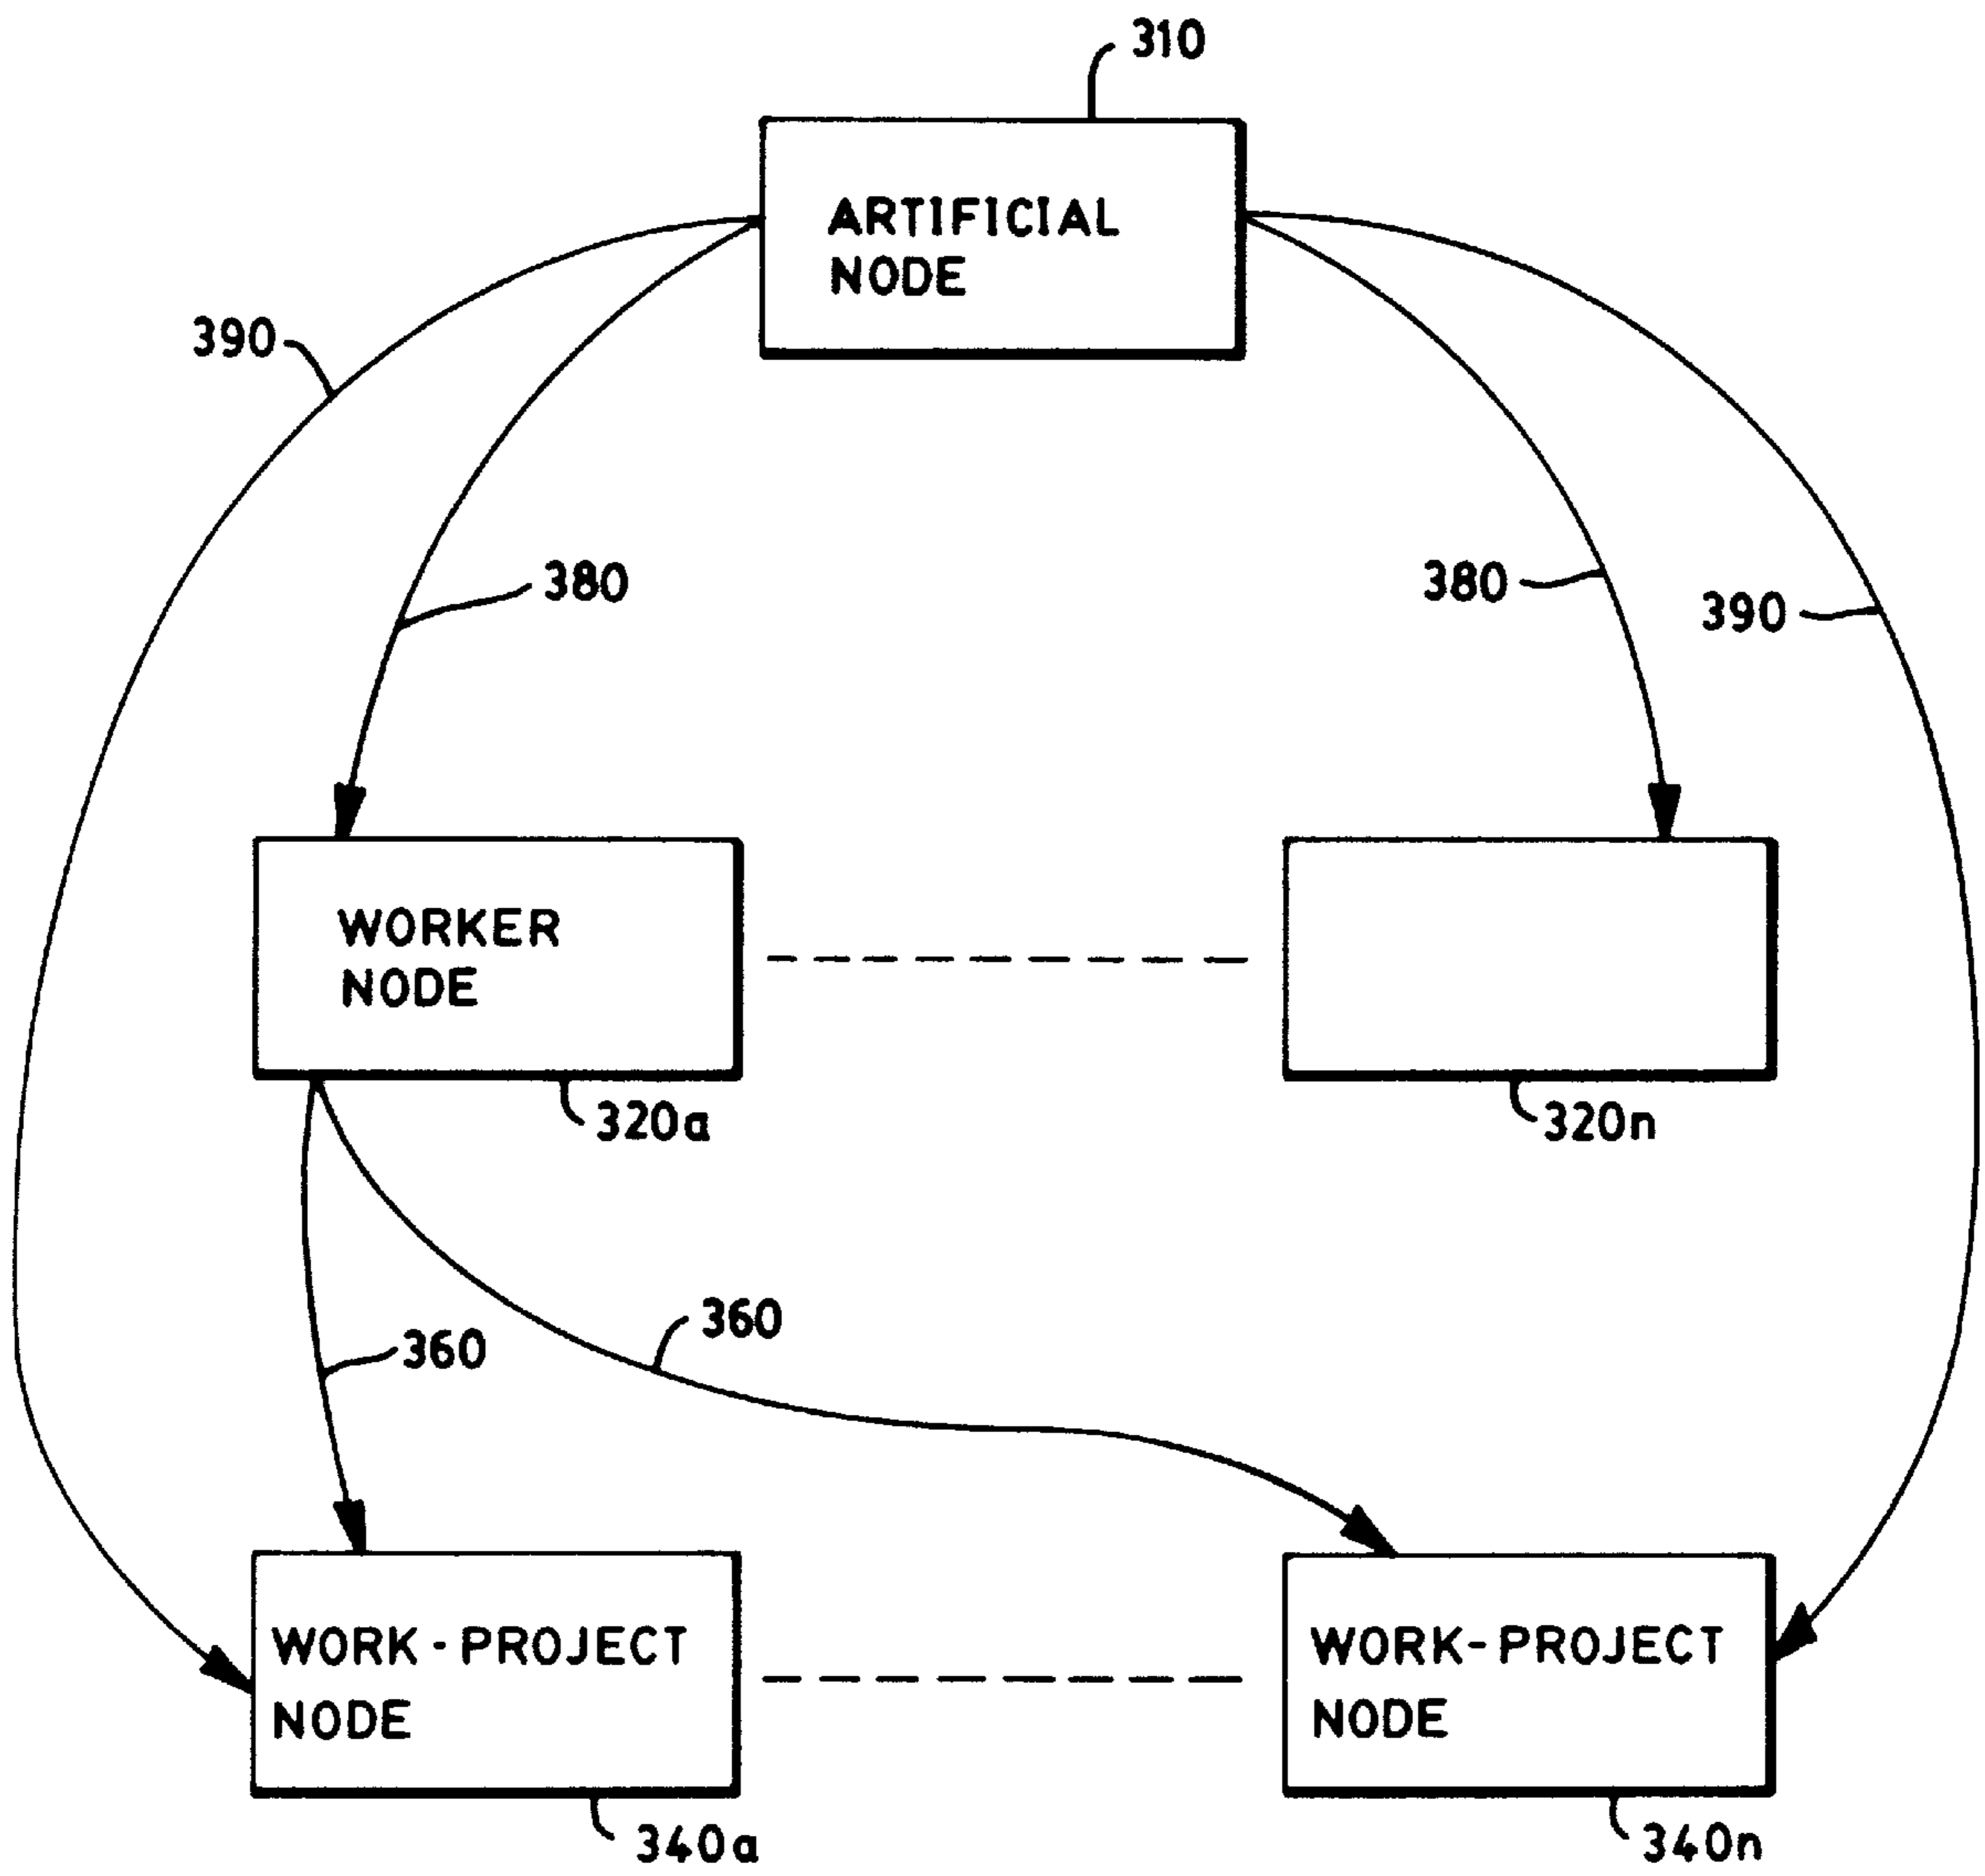 310
ARTIFICIAL
NODE
390
380
380
390
WORKER
NODE
320a
320n
360
360
WORK-PROJECT
NODE
WORK-PROJECT
NODE
340a
340n